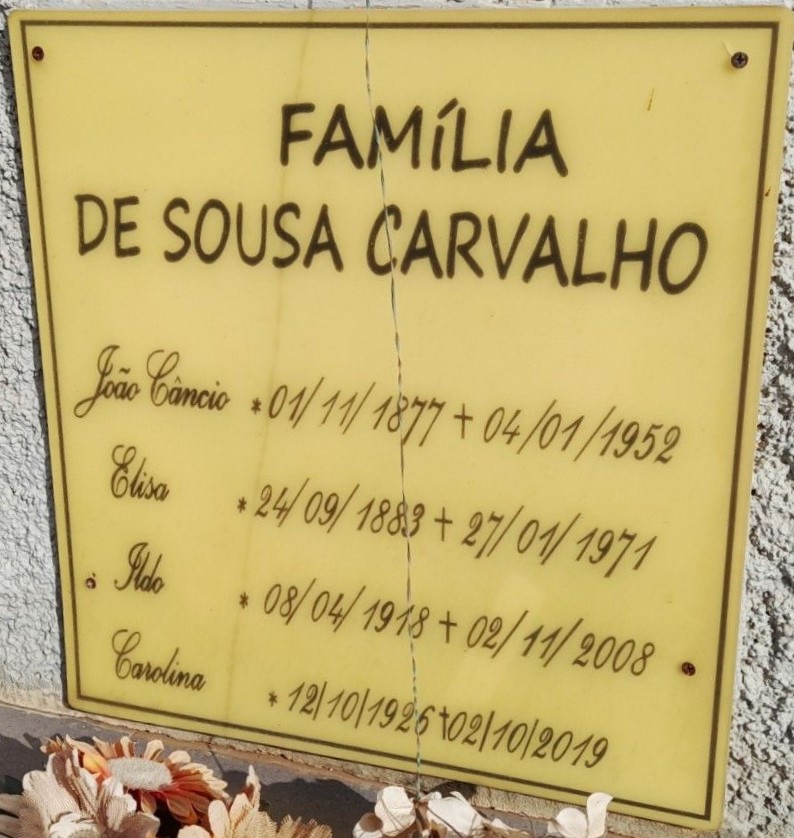 FAMíLIA
DE SOUSA CARVALHO
João Câncio * 01/11/1877 + 04/01/1952
Elisa * 24/09/1883 + 27/01/1971
Ildo * 08/04/1918 + 02/11/2008
Carolina * 12/10/1926 +02/10/2019